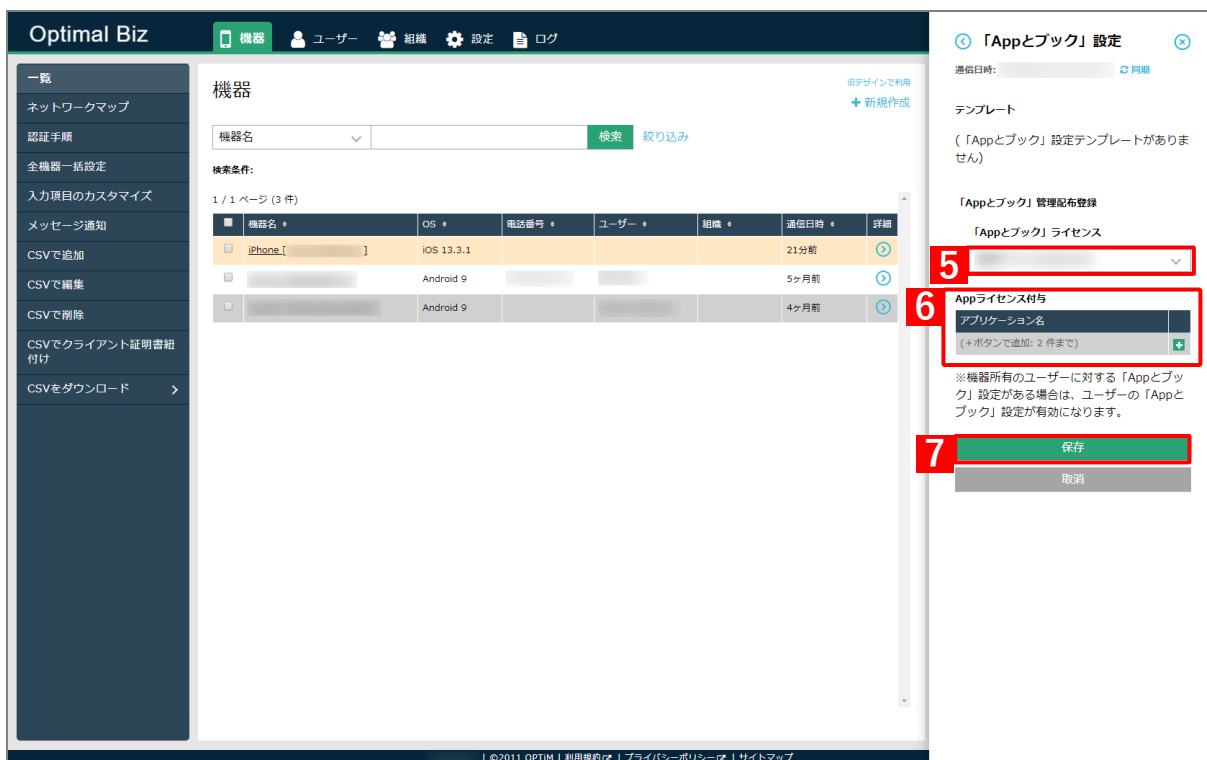 Optimal Biz
機器
ユーザー
組織
設定
ログ
一覧
ネットワークマップ
認証手順
全機器一括設定
入力項目のカスタマイズ
メッセージ通知
CSVで追加
CSVで編集
CSVで削除
CSVでクライアント証明書紐
付け
CSVをダウンロード
機器
旧デザインで利用
新規作成
機器名
検索
絞り込み
検索条件:
1 / 1 ページ (3 件)
機器名 OS 電話番号 ユーザー 組織 通信日時 詳細
iPhone [ ] iOS 13.3.1 21分前
Android 9 5ヶ月前
Android 9 4ヶ月前
| ©2011 OPTiM | 利用規約 | プライバシーポリシー | サイトマップ
「Appとブック」設定
通信日時: 同期
テンプレート
(「Appとブック」設定テンプレートがありま
せん)
「Appとブック」管理配布登録
「Appとブック」ライセンス
5
6
Appライセンス付与
アプリケーション名
(+ボタンで追加: 2 件まで)
※機器所有のユーザーに対する「Appとブッ
ク」設定がある場合は、ユーザーの「Appと
ブック」設定が有効になります。
7
保存
取消